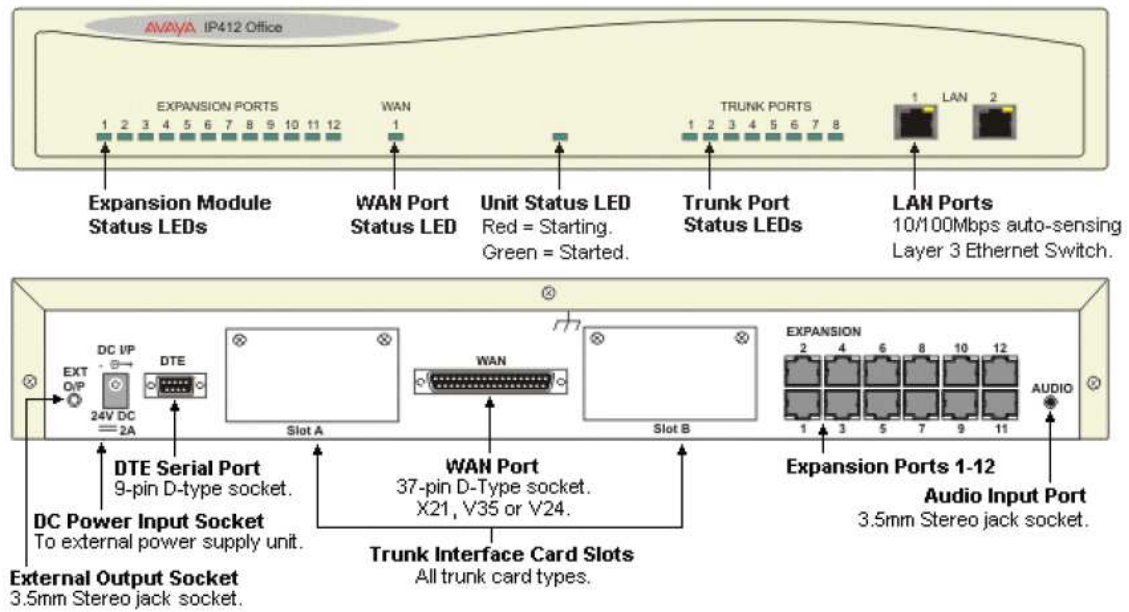 AVAYA IP412 Office
EXPANSION PORTS
1 2 3 4 5 6 7 8 9 10 11 12
WAN
1
TRUNK PORTS
1 2 3 4 5 6 7 8
1 LAN 2
Expansion Module
Status LEDs
WAN Port
Status LED
Unit Status LED
Red = Starting.
Green = Started.
Trunk Port
Status LEDs
LAN Ports
10/100Mbps auto-sensing
Layer 3 Ethernet Switch.
EXT
O/P
DC I/P
- +
24V DC
2A
DTE
Slot A
WAN
Slot B
EXPANSION
2 4 6 8 10 12
1 3 5 7 9 11
AUDIO
DTE Serial Port
9-pin D-type socket.
WAN Port
37-pin D-Type socket.
X21, V35 or V24.
Expansion Ports 1-12
Audio Input Port
3.5mm Stereo jack socket.
DC Power Input Socket
To external power supply unit.
Trunk Interface Card Slots
All trunk card types.
External Output Socket
3.5mm Stereo jack socket.